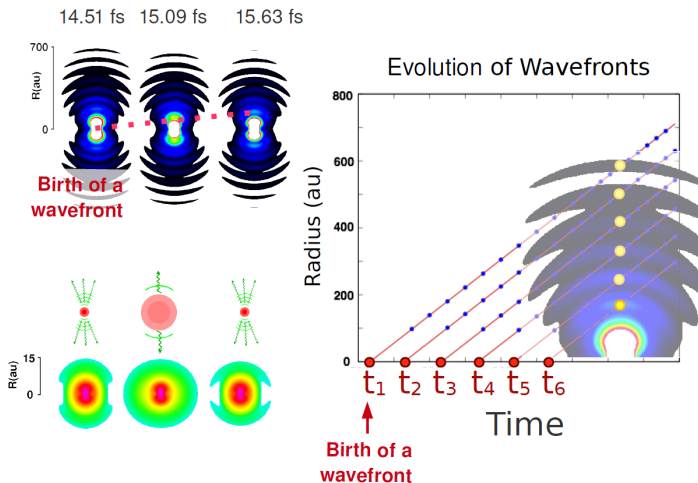 14.51 fs 15.09 fs 15.63 fs
700
R(au)
0
Birth of a
wavefront
15
R(au)
0
Evolution of Wavefronts
800
600
400
200
0
Radius (au)
t1 t2 t3 t4 t5 t6
Time
Birth of a
wavefront